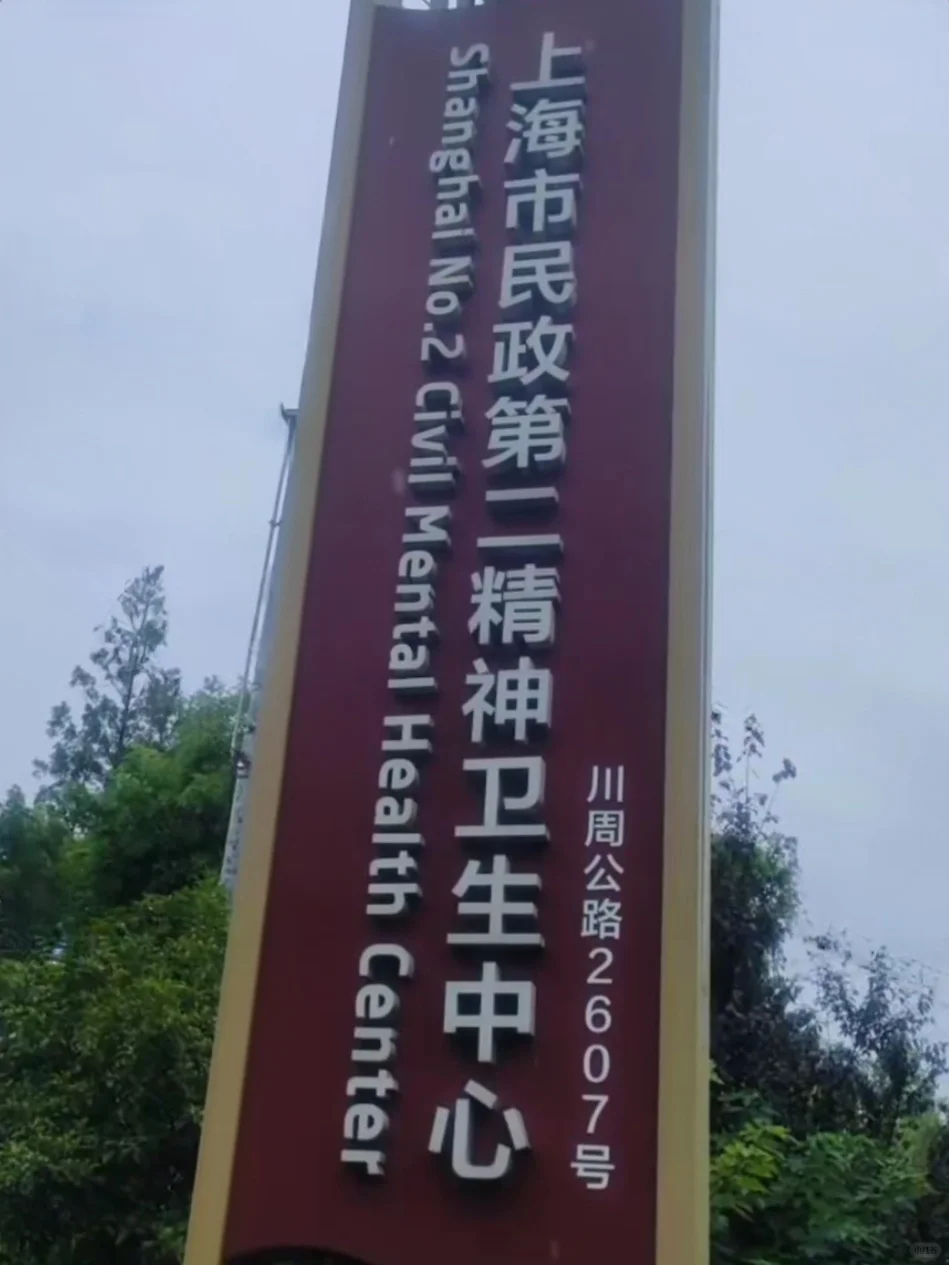 上海市民政第二精神卫生中心
Shanghai No.2 Civil Mental Health Center
川周公路2607号